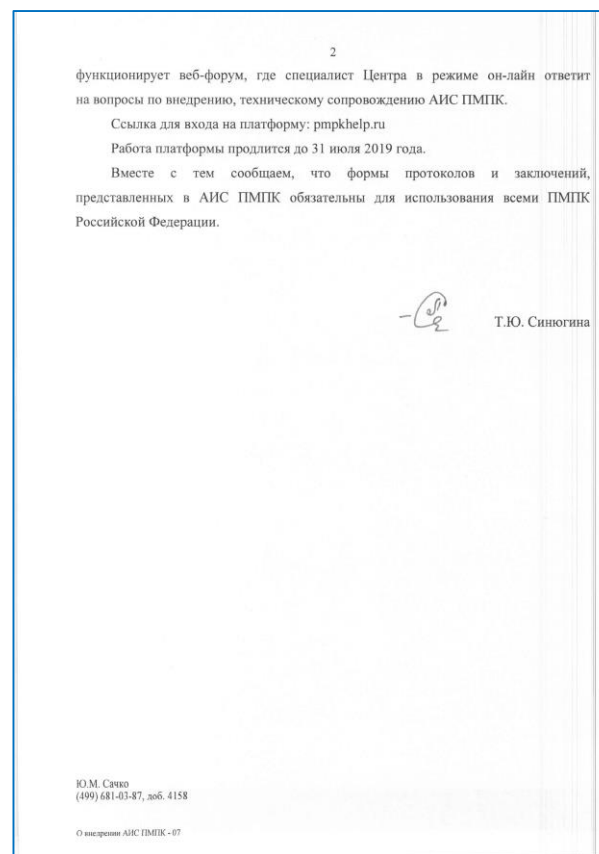 2
функционирует веб-форум, где специалист Центра в режиме он-лайн ответит
на вопросы по внедрению, техническому сопровождению АИС ПМПК.
Ссылка для входа на платформу: pmpkhelp.ru
Работа платформы продлится до 31 июля 2019 года.
Вместе с тем сообщаем, что формы протоколов и заключений,
представленных в АИС ПМПК обязательны для использования всеми ПМПК
Российской Федерации.
Т.Ю. Синюгина
Ю.М. Сачко
(499) 681-03-87, доб. 4158
О внедрении АИС ПМПК - 07